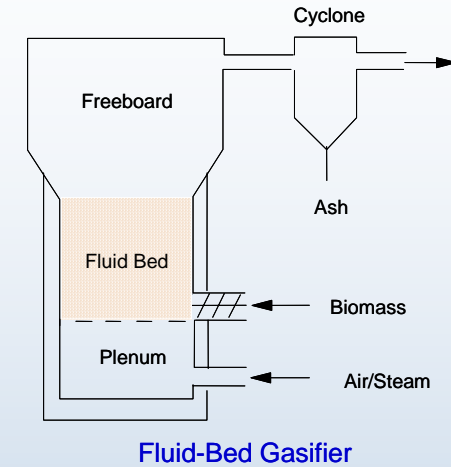 Cyclone
Freeboard
Ash
Fluid Bed
Biomass
Plenum
Air/Steam
Fluid-Bed Gasifier